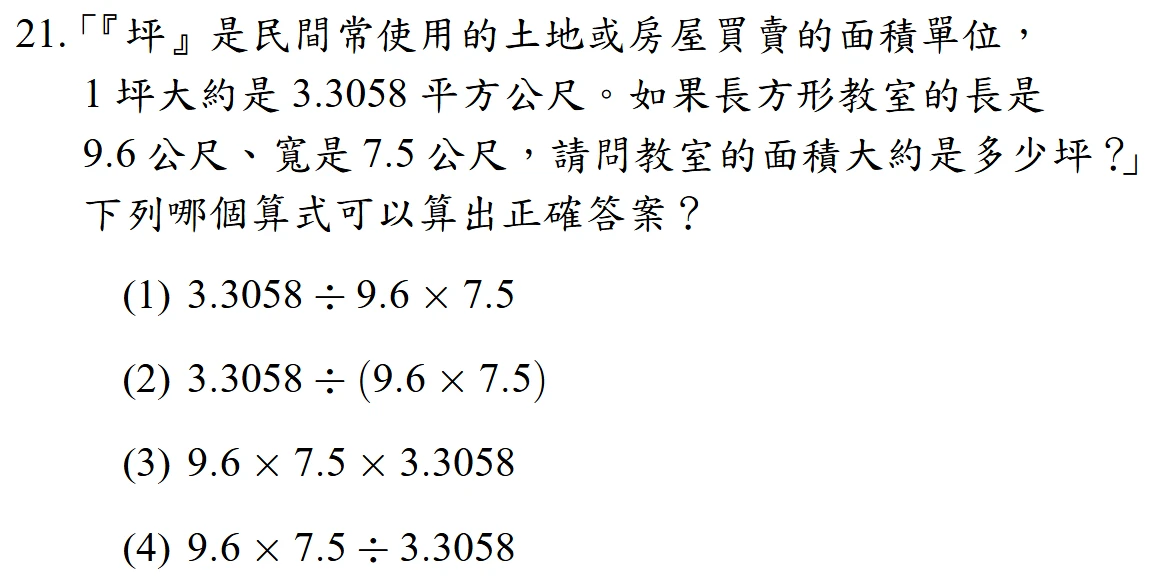 21.「『坪』是民間常使用的土地或房屋買賣的面積單位，
1 坪大約是 3.3058 平方公尺。如果長方形教室的長是
9.6 公尺、寬是 7.5 公尺，請問教室的面積大約是多少坪？」
下列哪個算式可以算出正確答案？
(1) 3.3058 ÷ 9.6 × 7.5
(2) 3.3058 ÷ (9.6 × 7.5)
(3) 9.6 × 7.5 × 3.3058
(4) 9.6 × 7.5 ÷ 3.3058